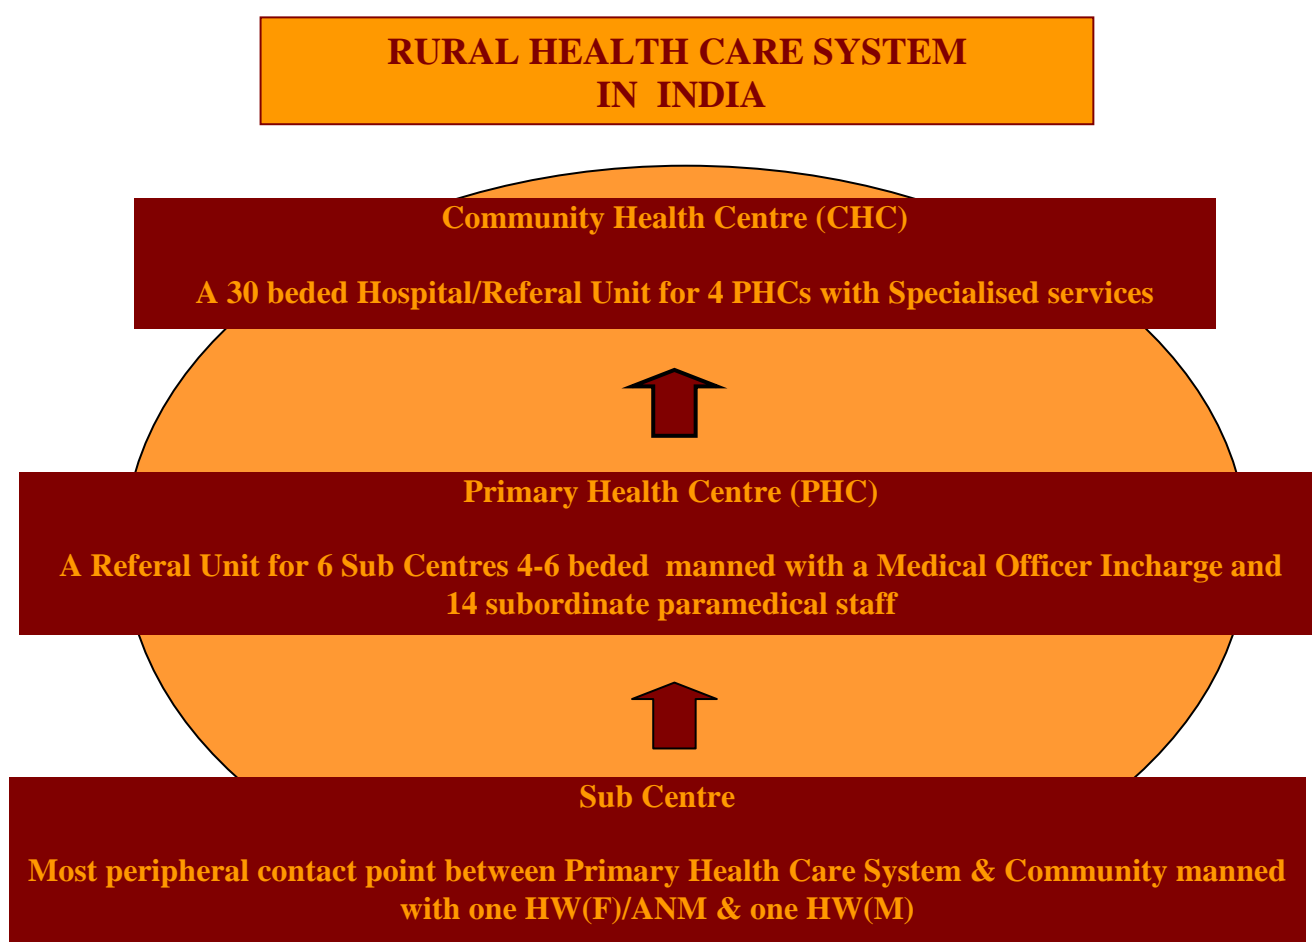 RURAL HEALTH CARE SYSTEM
IN INDIA
Community Health Centre (CHC)
A 30 beded Hospital/Referal Unit for 4 PHCs with Specialised services
Primary Health Centre (PHC)
A Referal Unit for 6 Sub Centres 4-6 beded manned with a Medical Officer Incharge and
14 subordinate paramedical staff
Sub Centre
Most peripheral contact point between Primary Health Care System & Community manned
with one HW(F)/ANM & one HW(M)